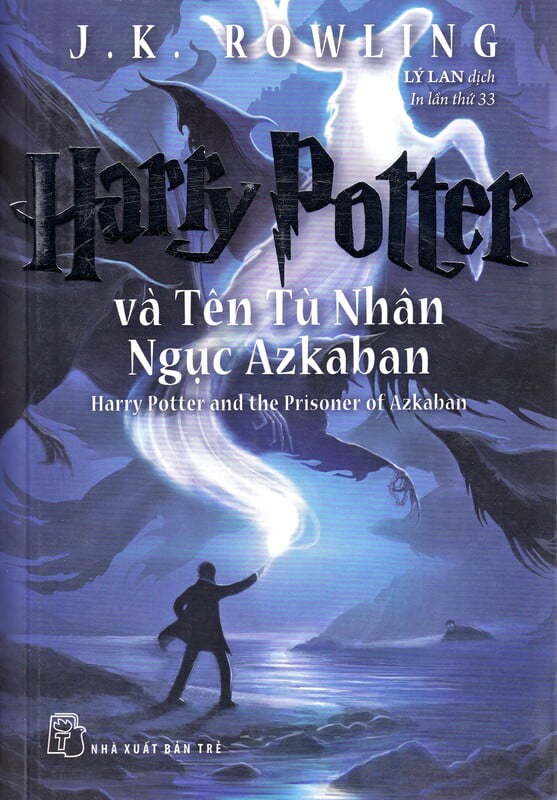 J.K. ROWLING
LÝ LAN dịch
In lần thứ 33
Harry Potter
và Tên Tù Nhân
Ngục Azkaban
Harry Potter and the Prisoner of Azkaban
NHÀ XUẤT BẢN TRẺ